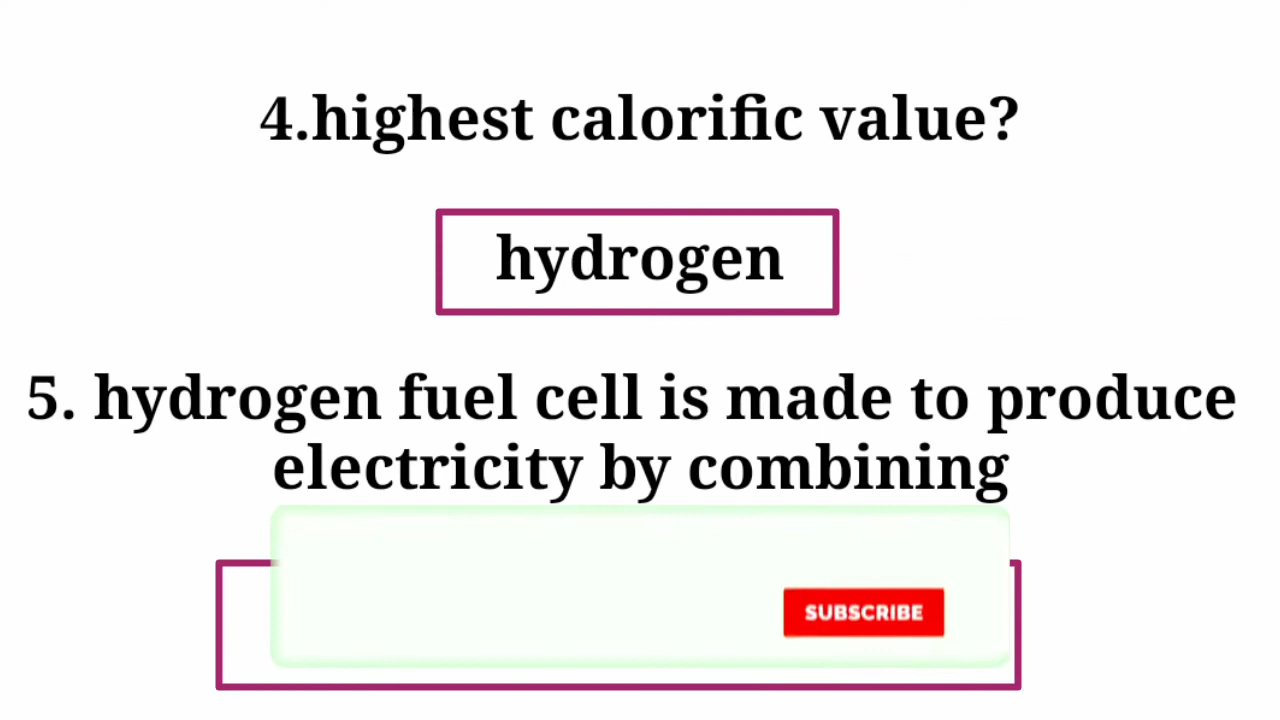 4.highest calorific value?
hydrogen
5. hydrogen fuel cell is made to produce
electricity by combining
SUBSCRIBE